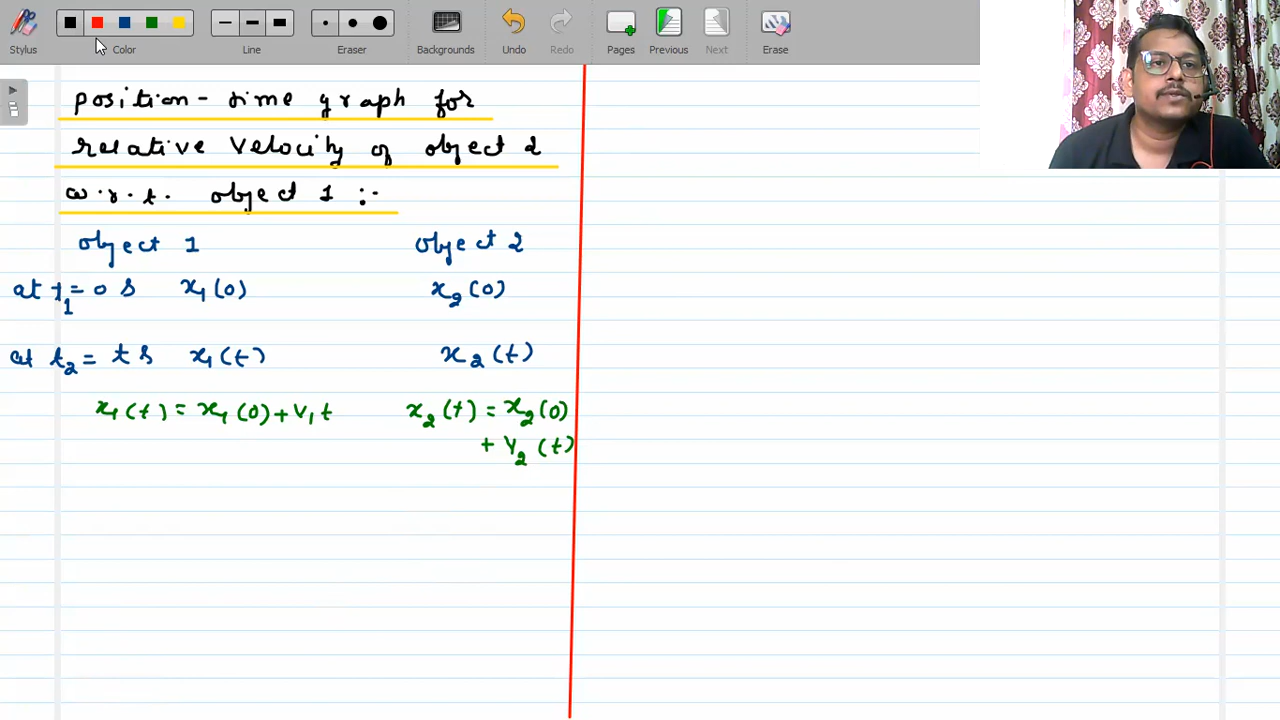 Stylus Color Line Eraser Backgrounds Undo Redo Pages Previous Next Erase
position - time graph for
relative velocity of object 2
w.r.t. object 1 :-
object 1 object 2
at t₁ = 0 s x₁(0) x₂(0)
at t₂ = t s x₁(t) x₂(t)
x₁(t) = x₁(0) + v₁t x₂(t) = x₂(0)
+ v₂(t)